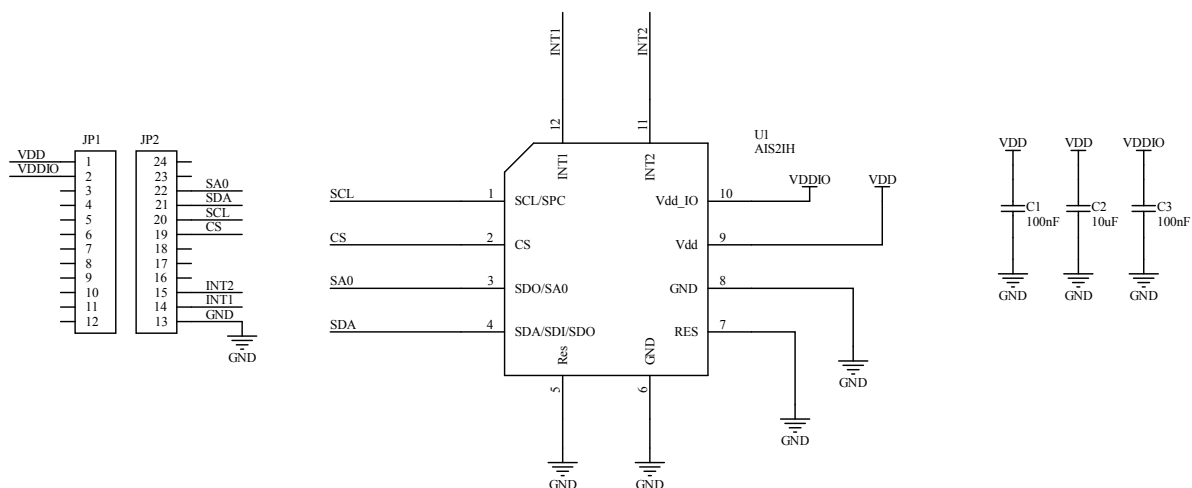 INT1
INT2
12
11
JP1
JP2
U1
AIS2IH
VDD
1
VDDIO
2
3
4
5
6
7
8
9
10
11
12
24
23
22
SA0
21
SDA
20
SCL
19
CS
18
17
16
15
INT2
14
INT1
13
GND
GND
INT1
INT2
SCL
1
SCL/SPC
CS
2
CS
SA0
3
SDO/SA0
SDA
4
SDA/SDI/SDO
Vdd_IO
10
VDDIO
VDD
Vdd
9
GND
8
RES
7
Res
GND
5
6
GND
GND
GND
GND
VDD
VDD
VDDIO
C1
100nF
C2
10uF
C3
100nF
GND
GND
GND